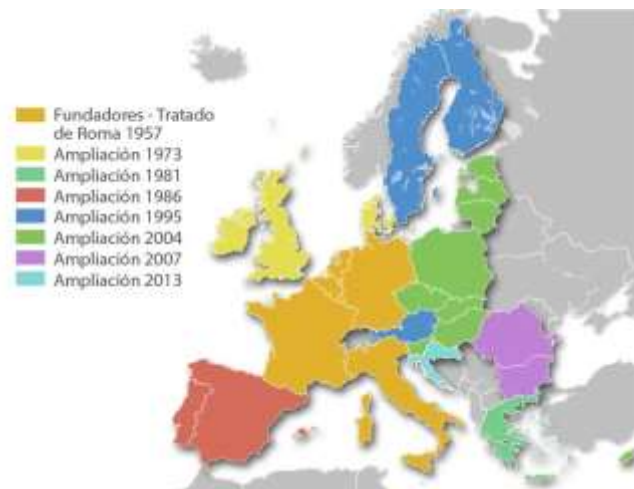 Fundadores - Tratado
de Roma 1957
Ampliación 1973
Ampliación 1981
Ampliación 1986
Ampliación 1995
Ampliación 2004
Ampliación 2007
Ampliación 2013